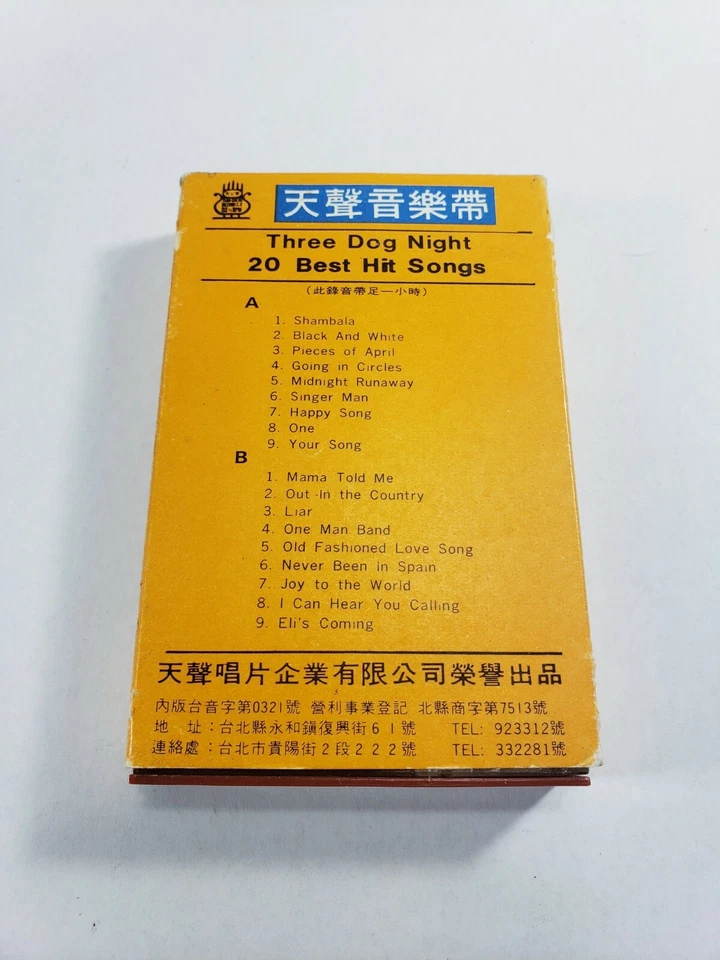 天聲音樂帶
Three Dog Night
20 Best Hit Songs
(此錄音帶足一小時)
A
1. Shambala
2. Black And White
3. Pieces of April
4. Going in Circles
5. Midnight Runaway
6. Singer Man
7. Happy Song
8. One
9. Your Song
B
1. Mama Told Me
2. Out in the Country
3. Liar
4. One Man Band
5. Old Fashioned Love Song
6. Never Been in Spain
7. Joy to the World
8. I Can Hear You Calling
9. Eli's Coming
天聲唱片企業有限公司榮譽出品
內版台音字第0321號 營利事業登記 北縣商字第7513號
地 址：台北縣永和鎮復興街61號 TEL: 923312號
連絡處：台北市貴陽街2段222號 TEL: 332281號